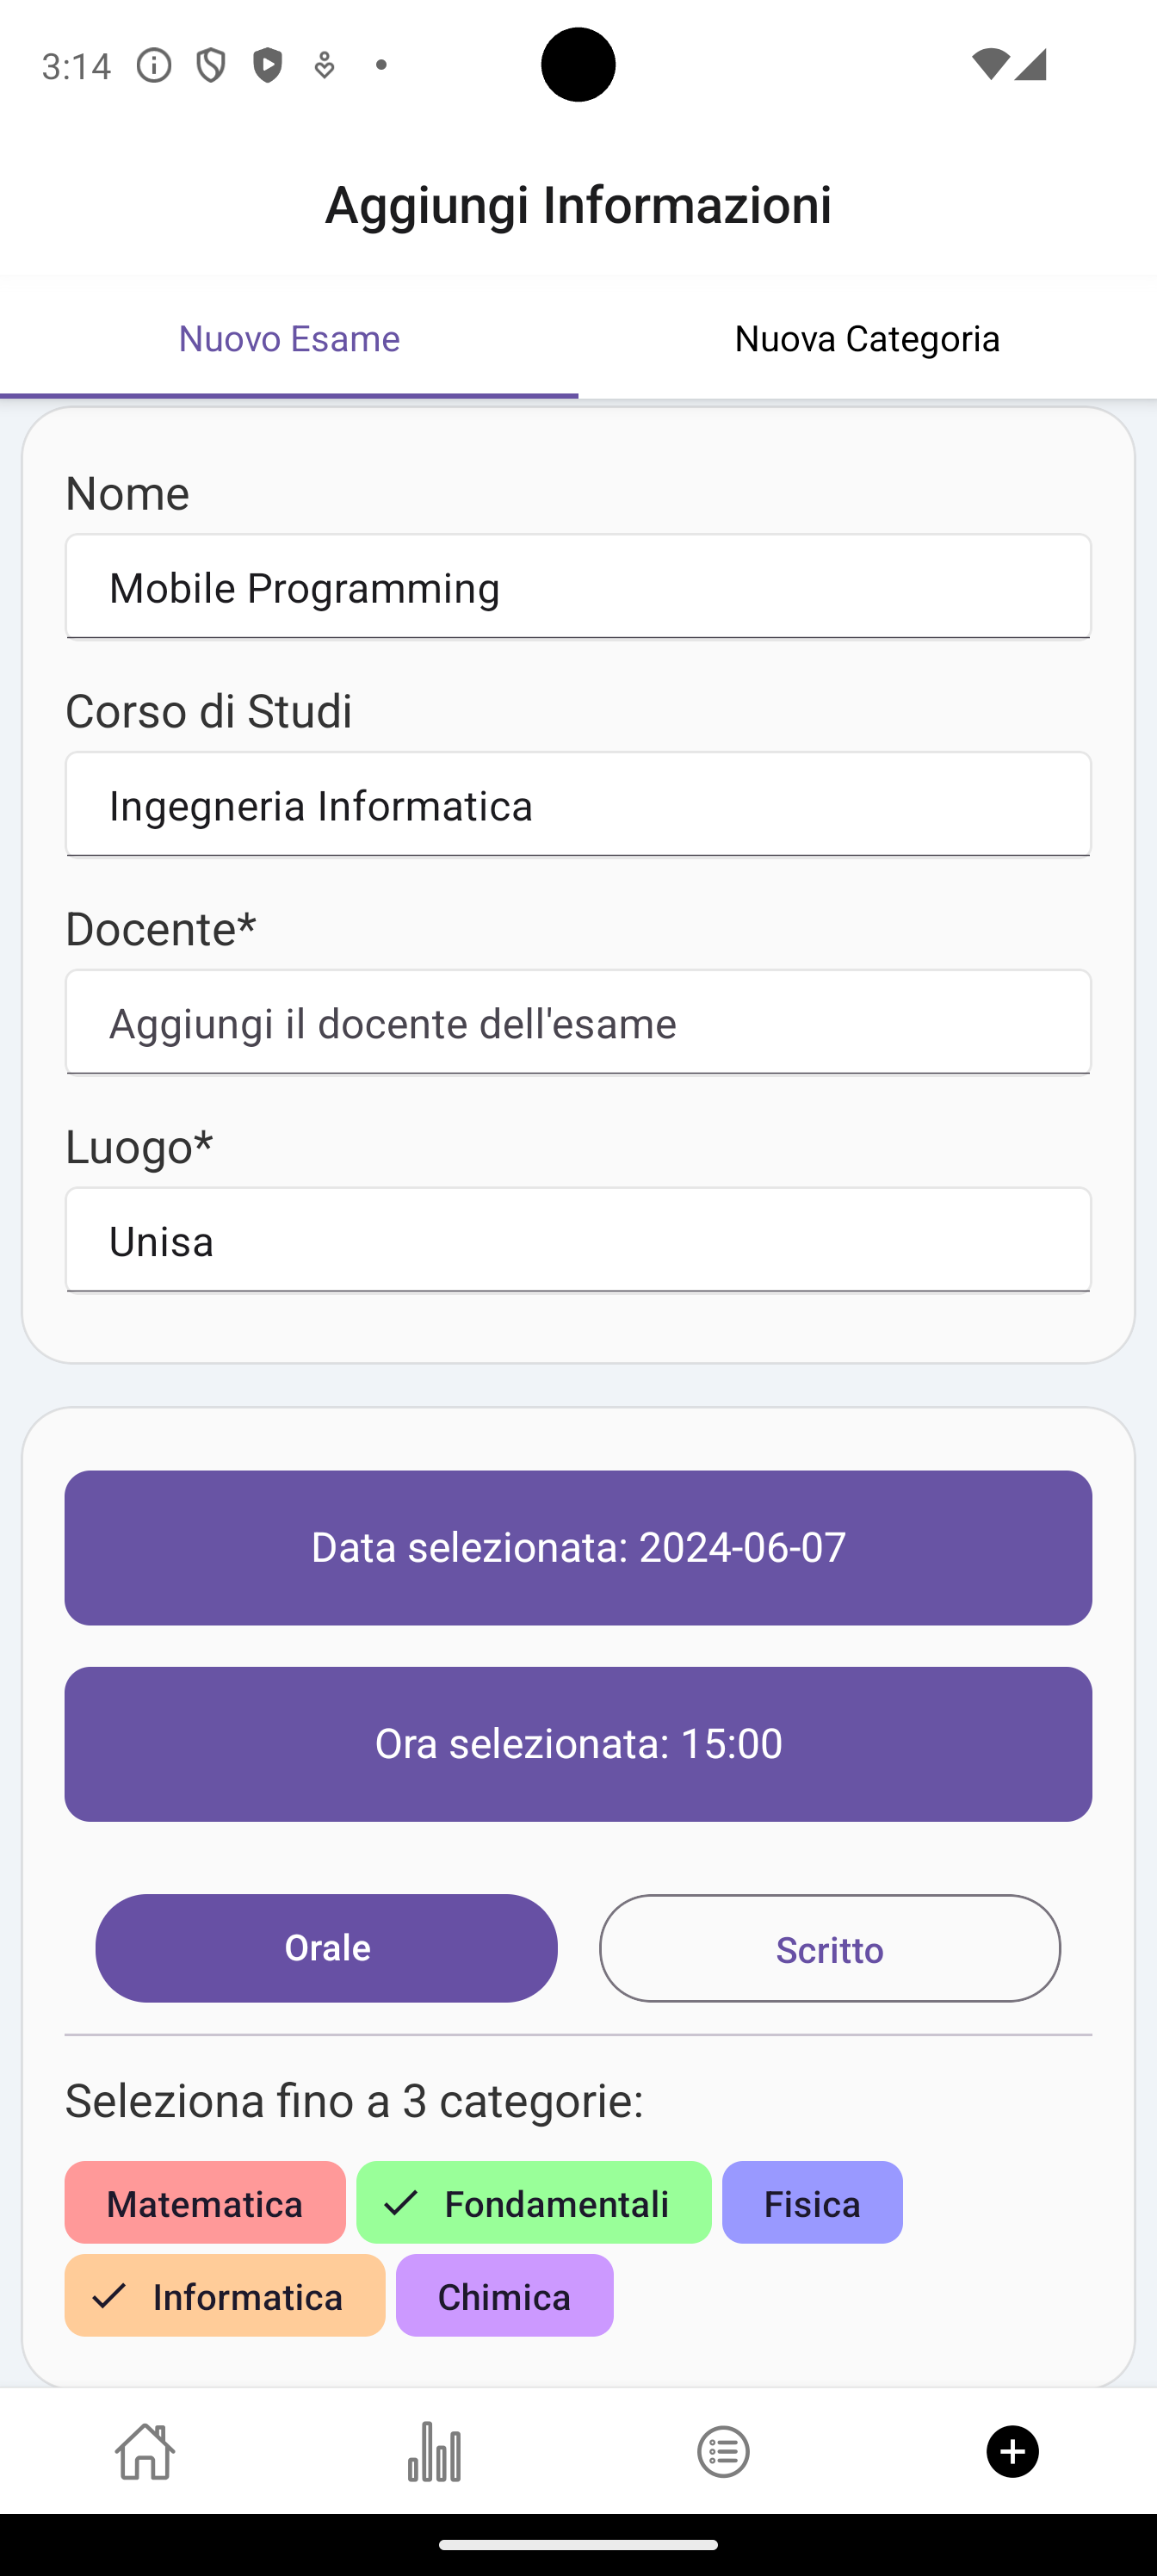 3:14
Aggiungi Informazioni
Nuovo Esame
Nuova Categoria
Nome
Mobile Programming
Corso di Studi
Ingegneria Informatica
Docente*
Aggiungi il docente dell'esame
Luogo*
Unisa
Data selezionata: 2024-06-07
Ora selezionata: 15:00
Orale
Scritto
Seleziona fino a 3 categorie:
Matematica
Fondamentali
Fisica
Informatica
Chimica